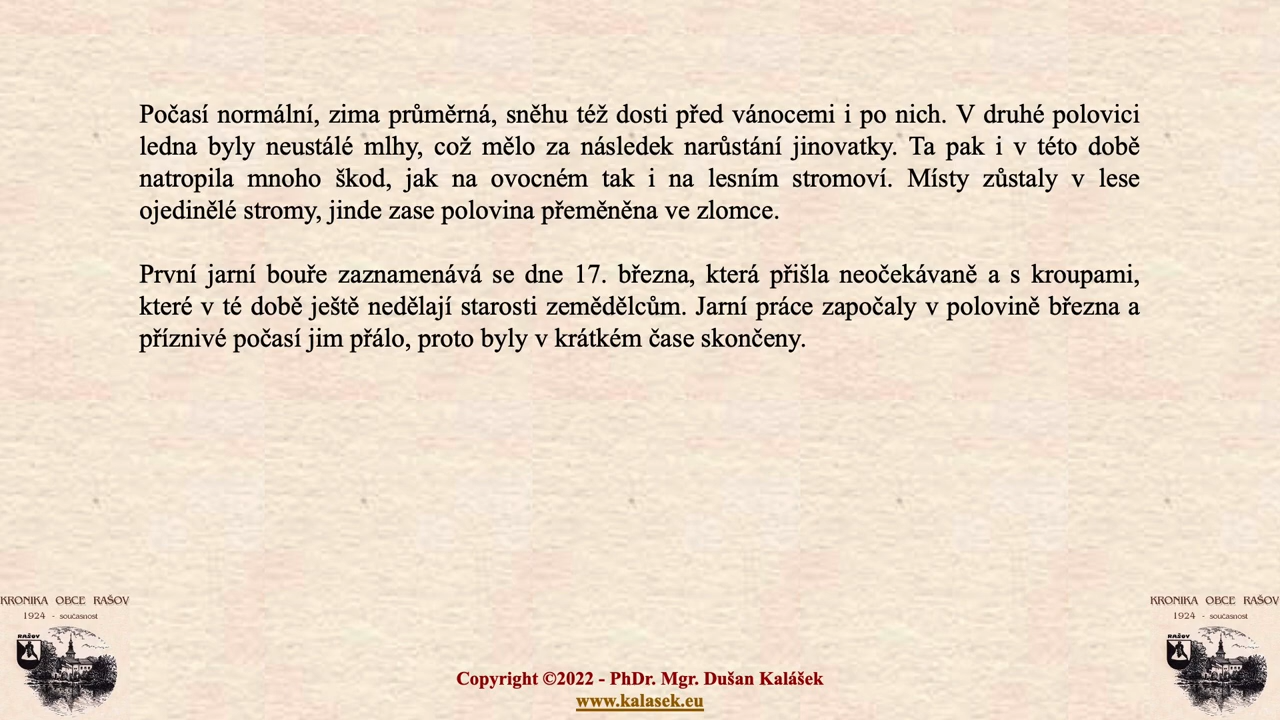 Počasí normální, zima průměrná, sněhu též dosti před vánocemi i po nich. V druhé polovici
ledna byly neustálé mlhy, což mělo za následek narůstání jinovatky. Ta pak i v této době
natropila mnoho škod, jak na ovocném tak i na lesním stromoví. Místy zůstaly v lese
ojedinělé stromy, jinde zase polovina přeměněna ve zlomce.
První jarní bouře zaznamenává se dne 17. března, která přišla neočekávaně a s kroupami,
které v té době ještě nedělají starosti zemědělcům. Jarní práce započaly v polovině března a
příznivé počasí jim přálo, proto byly v krátkém čase skončeny.
KRONIKA OBCE RAŠOV
1924 - současnost
RAŠOV
KRONIKA OBCE RAŠOV
1924 - současnost
RAŠOV
Copyright ©2022 - PhDr. Mgr. Dušan Kalášek
www.kalasek.eu